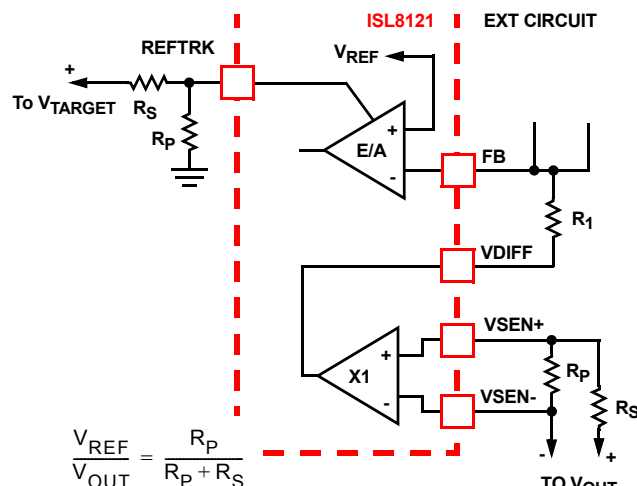 ISL8121 EXT CIRCUIT
REFTRK
VREF
+
To VTARGET
RS
RP
+
E/A
-
FB
R1
VDIFF
VSEN+
+
X1
-
VSEN-
RP
RS
- +
TO VOUT
VREF / VOUT = RP / RP + RS